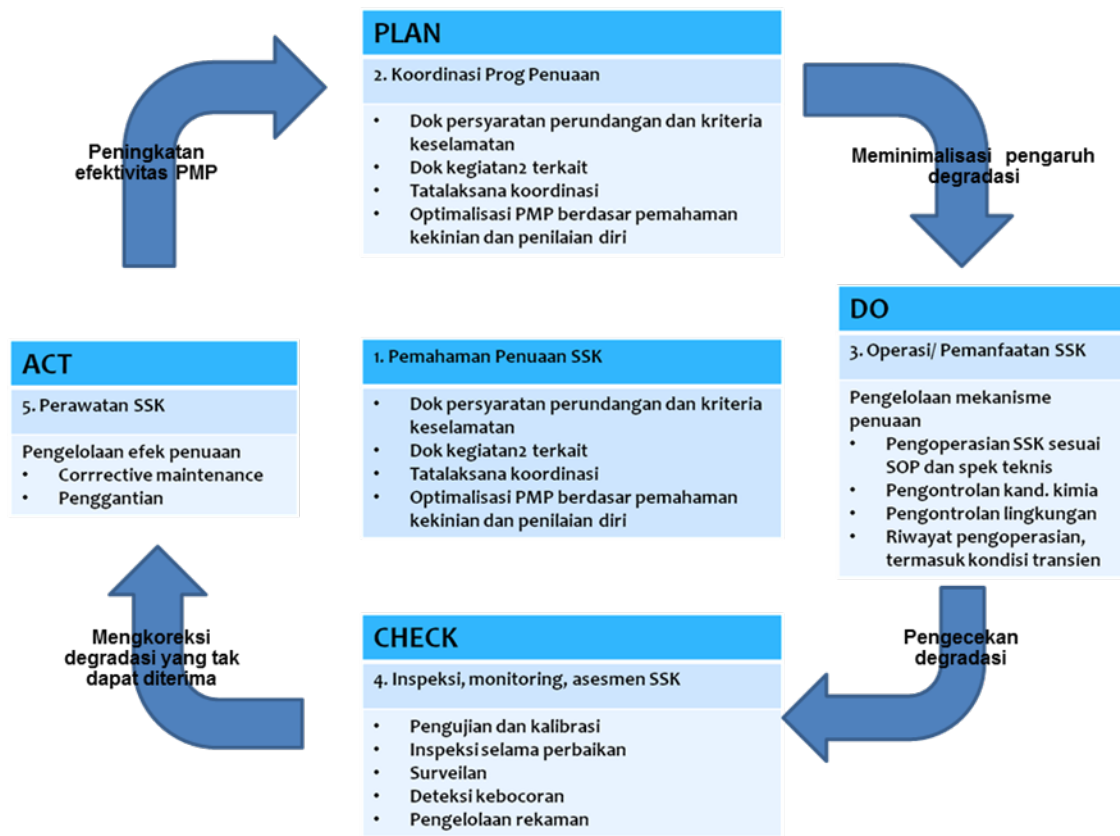 PLAN
2. Koordinasi Prog Penuaan
• Dok persyaratan perundangan dan kriteria
keselamatan
• Dok kegiatan2 terkait
• Tatalaksana koordinasi
• Optimalisasi PMP berdasar pemahaman
kekinian dan penilaian diri
Peningkatan
efektivitas PMP
Meminimalisasi pengaruh
degradasi
ACT
5. Perawatan SSK
Pengelolaan efek penuaan
• Corrrective maintenance
• Penggantian
1. Pemahaman Penuaan SSK
• Dok persyaratan perundangan dan kriteria
keselamatan
• Dok kegiatan2 terkait
• Tatalaksana koordinasi
• Optimalisasi PMP berdasar pemahaman
kekinian dan penilaian diri
DO
3. Operasi/ Pemanfaatan SSK
Pengelolaan mekanisme
penuaan
• Pengoperasian SSK sesuai
SOP dan spek teknis
• Pengontrolan kand. kimia
• Pengontrolan lingkungan
• Riwayat pengoperasian,
termasuk kondisi transien
Mengkoreksi
degradasi yang tak
dapat diterima
CHECK
4. Inspeksi, monitoring, asesmen SSK
• Pengujian dan kalibrasi
• Inspeksi selama perbaikan
• Surveilan
• Deteksi kebocoran
• Pengelolaan rekaman
Pengecekan
degradasi